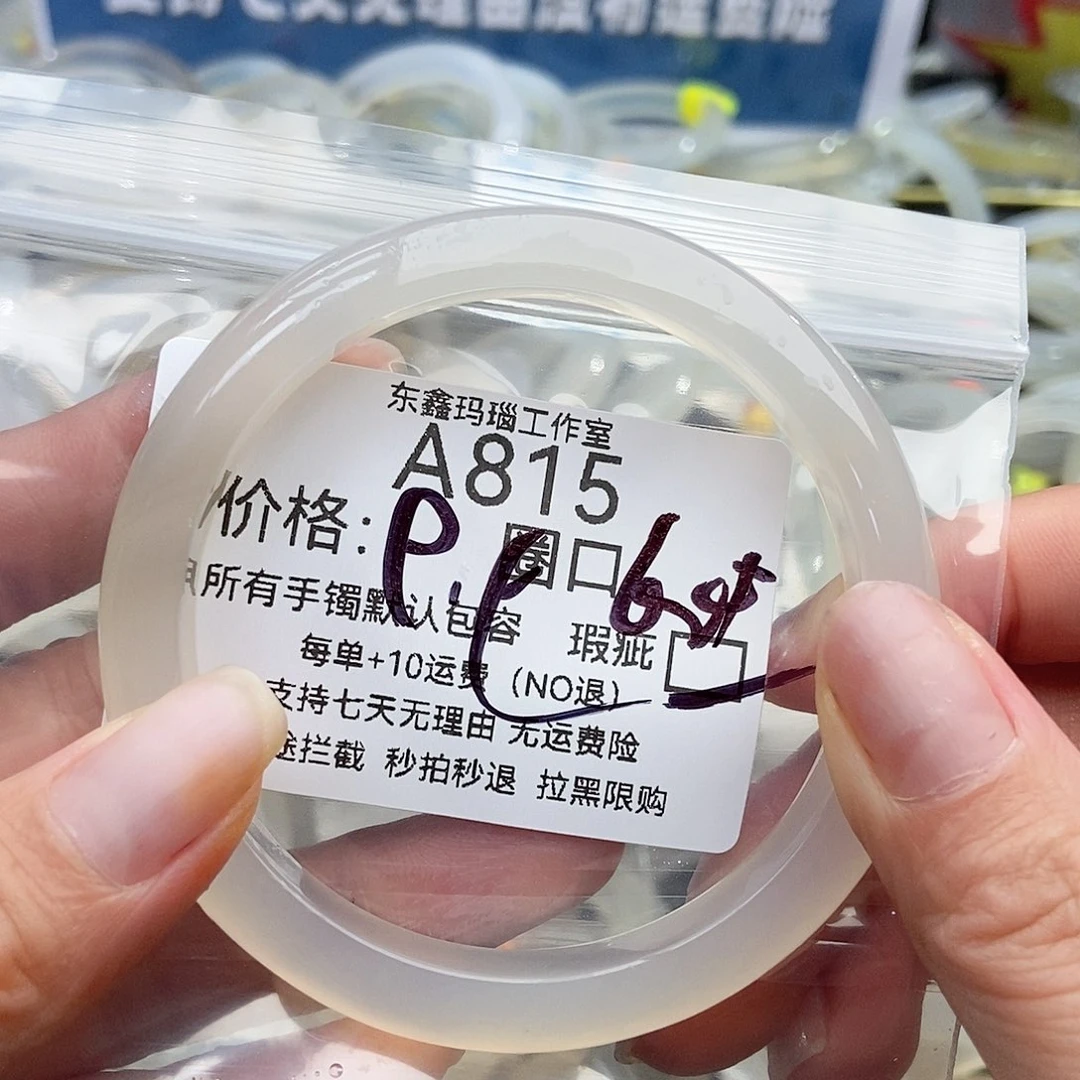 东鑫玛瑙工作室
A815
价格: 圈口
所有手镯默认包容 瑕疵
每单+10运费 (NO退)
支持七天无理由 无运费险
途拦截 秒拍秒退 拉黑限购